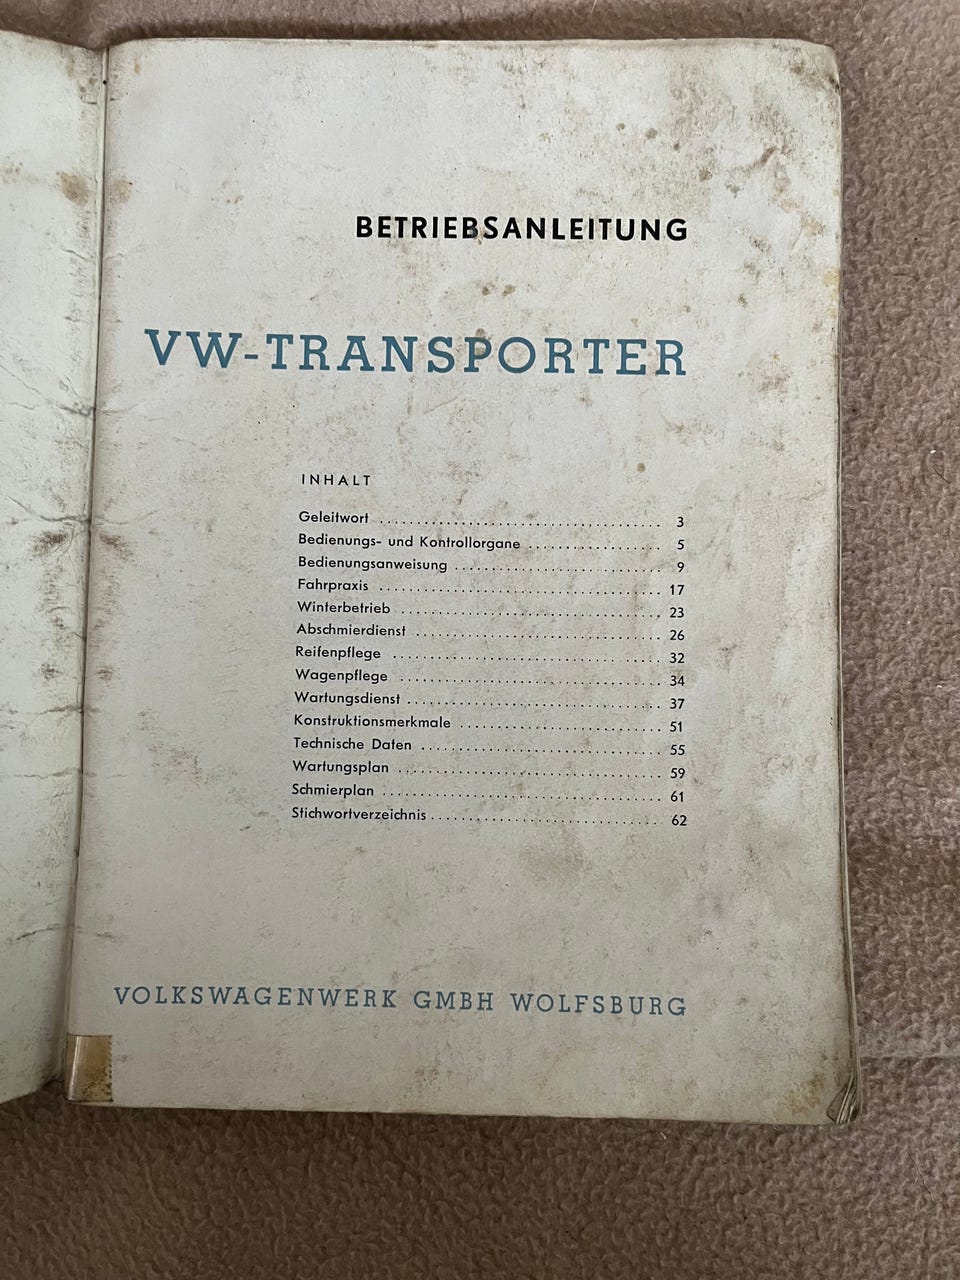 BETRIEBSANLEITUNG
VW-TRANSPORTER
INHALT
Geleitwort ........................................ 3
Bedienungs- und Kontrollorgane ................... 5
Bedienungsanweisung ............................. 9
Fahrpraxis ........................................ 17
Winterbetrieb ..................................... 23
Abschmierdienst ................................... 26
Reifenpflege ...................................... 32
Wagenpflege ..................................... 34
Wartungsdienst ................................... 37
Konstruktionsmerkmale ............................ 51
Technische Daten ................................. 55
Wartungsplan ..................................... 59
Schmierplan ....................................... 61
Stichwortverzeichnis ................................ 62
VOLKSWAGENWERK GMBH WOLFSBURG